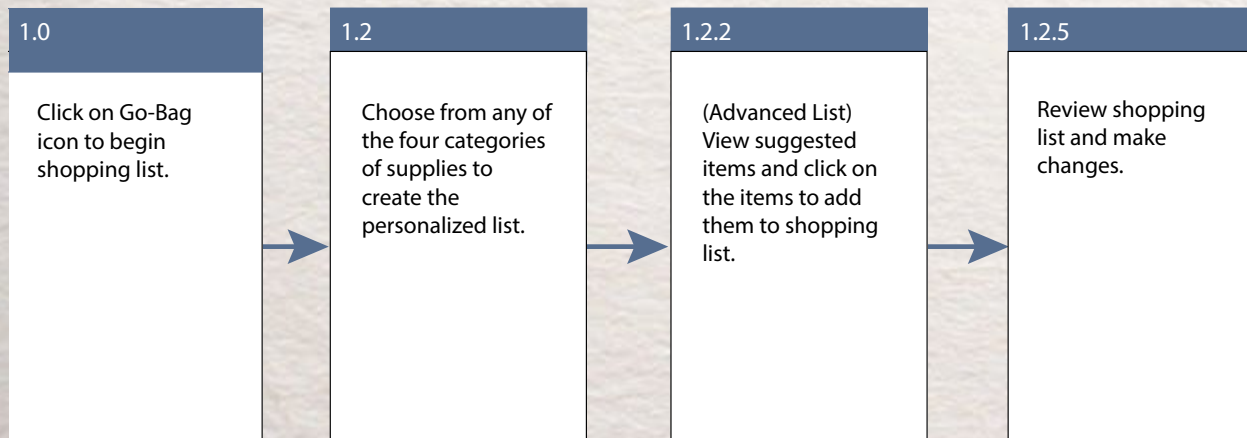 1.0
Click on Go-Bag
icon to begin
shopping list.
1.2
Choose from any of
the four categories
of supplies to
create the
personalized list.
1.2.2
(Advanced List)
View suggested
items and click on
the items to add
them to shopping
list.
1.2.5
Review shopping
list and make
changes.